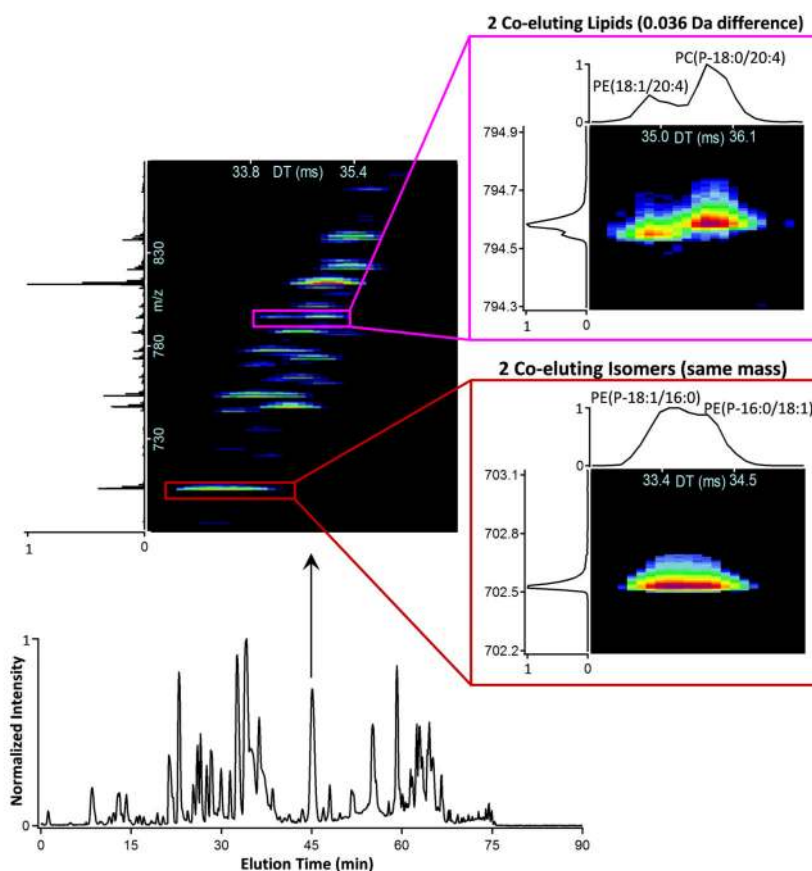 2 Co-eluting Lipids (0.036 Da difference)
PC(P-18:0/20:4)
PE(18:1/20:4)
1
0
35.0 DT (ms) 36.1
794.9
794.7
794.5
794.3
1 0
33.8 DT (ms) 35.4
830
m/z
780
730
1 0
2 Co-eluting Isomers (same mass)
PE(P-18:1/16:0)
PE(P-16:0/18:1)
1
0
33.4 DT (ms) 34.5
703.1
702.8
702.5
702.2
1 0
Normalized Intensity
1
0
0 15 30 45 60 75 90
Elution Time (min)